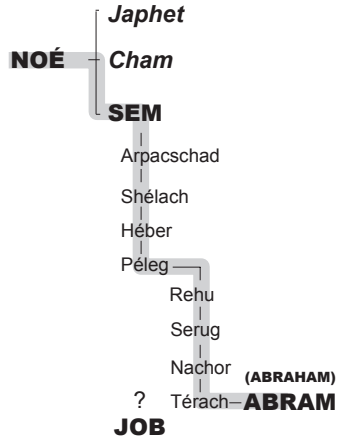 Japhet
NOÉ Cham
SEM
Arpacschad
Shélach
Héber
Péleg
Rehu
Serug
Nachor
(ABRAHAM)
? Térach ABRAM
JOB